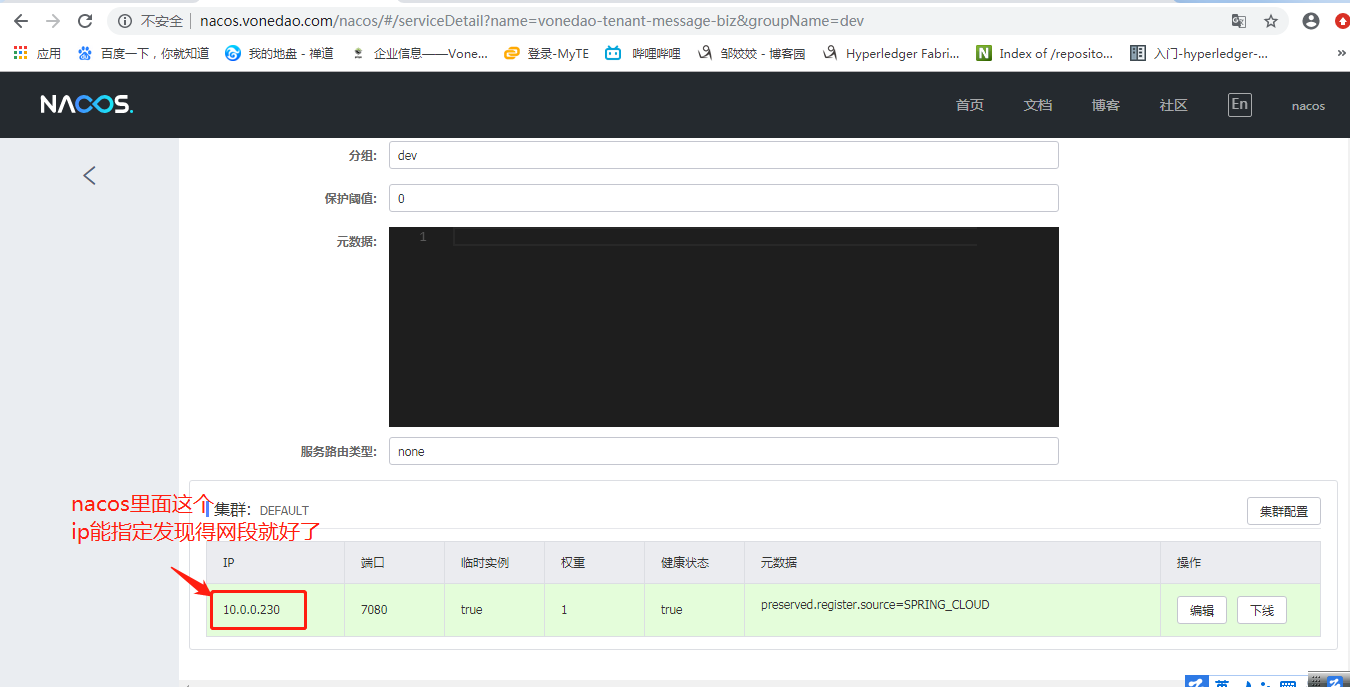 不安全 nacos.vonedao.com/nacos/#/serviceDetail?name=vonedao-tenant-message-biz&groupName=dev
应用 百度一下，你就知道 我的地盘 - 禅道 企业信息——Vone... 登录-MyTE 哔哩哔哩 邹姣姣 - 博客园 Hyperledger Fabri... N Index of /reposito... 入门-hyperledger-... »
NACOS. 首页 文档 博客 社区 En nacos
分组: dev
保护阈值: 0
元数据: 1
服务路由类型: none
nacos里面这个
ip能指定发现得网段就好了
集群: DEFAULT 集群配置
IP 端口 临时实例 权重 健康状态 元数据 操作
10.0.0.230 7080 true 1 true preserved.register.source=SPRING_CLOUD 编辑 下线
英